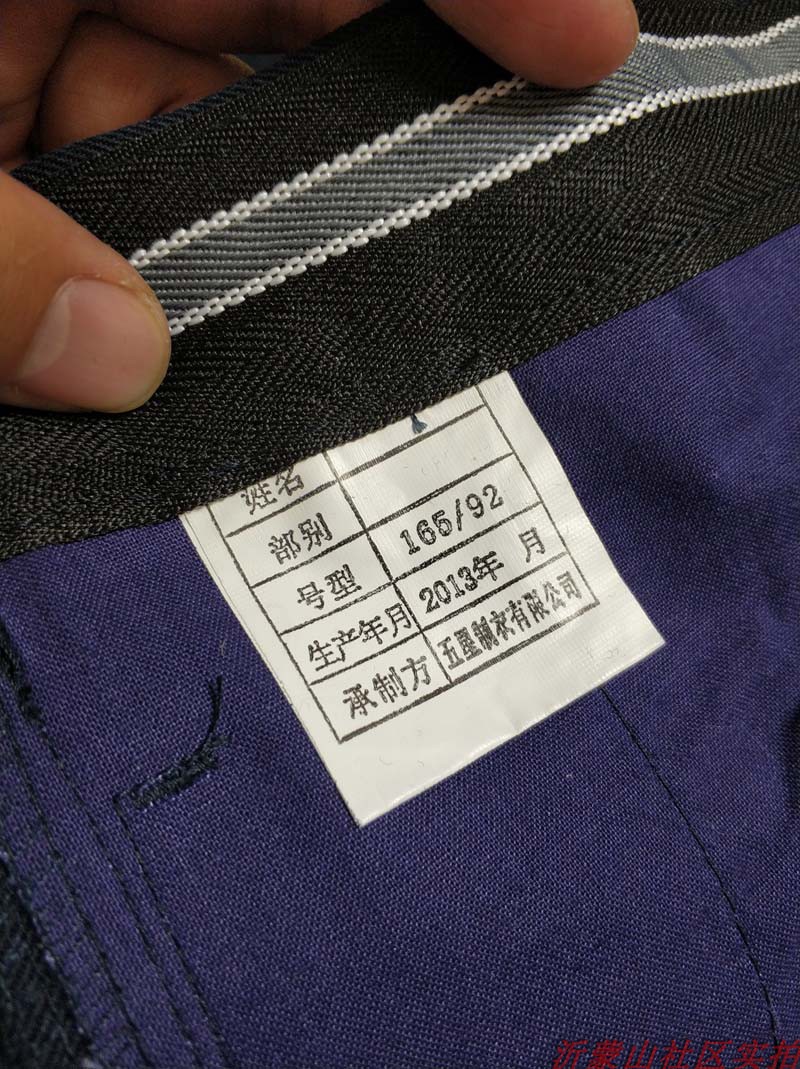 姓名
部别
号型 165/92
生产年月 2013年 月
承制方 五星制衣有限公司
沂蒙山社区实拍